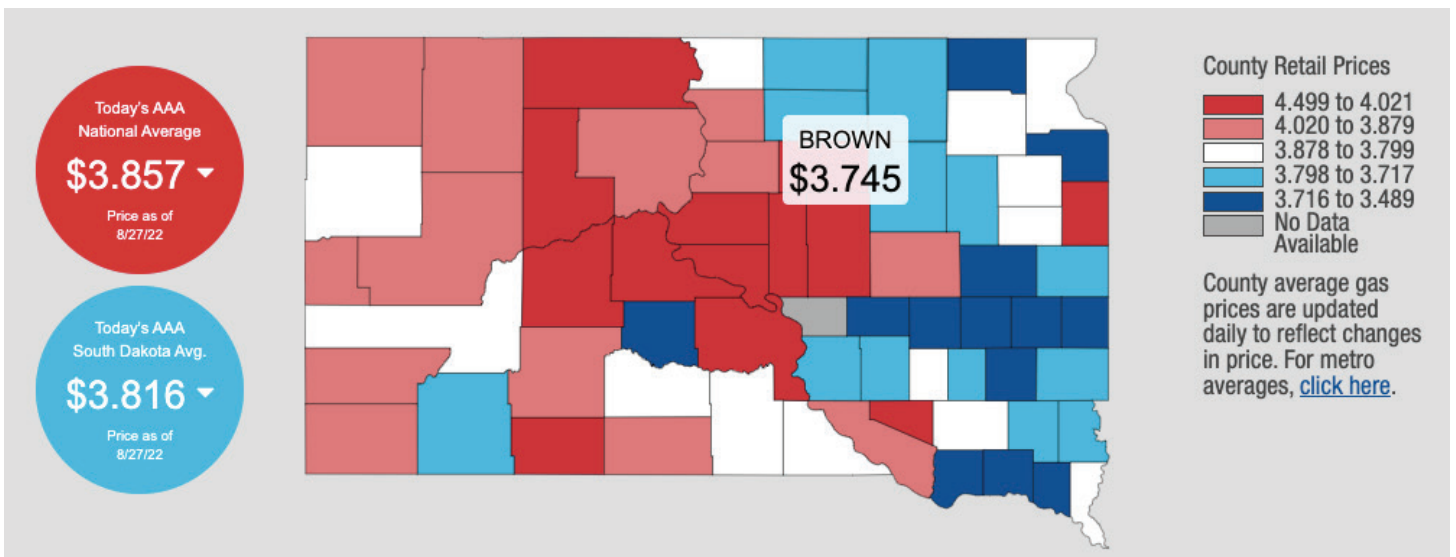 Today's AAA
National Average
$3.857
Price as of
8/27/22
Today's AAA
South Dakota Avg.
$3.816
Price as of
8/27/22
BROWN
$3.745
County Retail Prices
4.499 to 4.021
4.020 to 3.879
3.878 to 3.799
3.798 to 3.717
3.716 to 3.489
No Data
Available
County average gas
prices are updated
daily to reflect changes
in price. For metro
averages, click here.